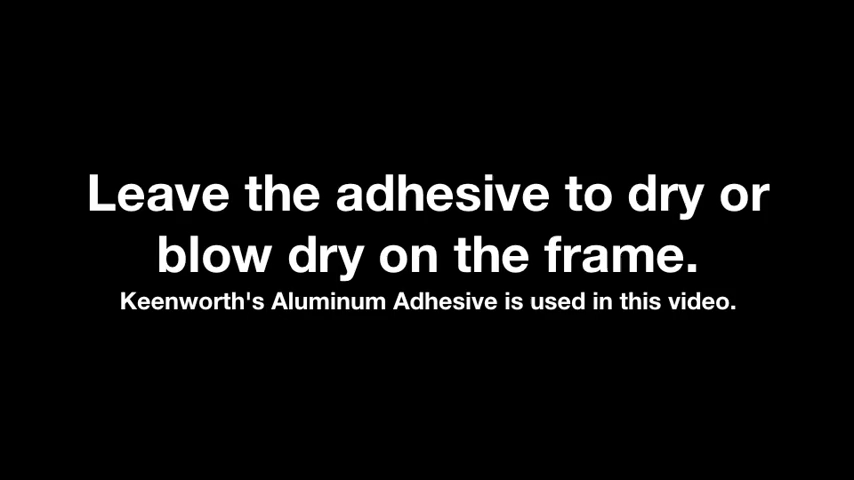 Leave the adhesive to dry or
blow dry on the frame.
Keenworth's Aluminum Adhesive is used in this video.